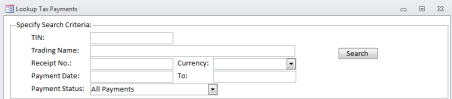 Lookup Tax Payments
Specify Search Criteria:
TIN:
Trading Name:
Search
Receipt No.: Currency:
Payment Date: To:
Payment Status: All Payments